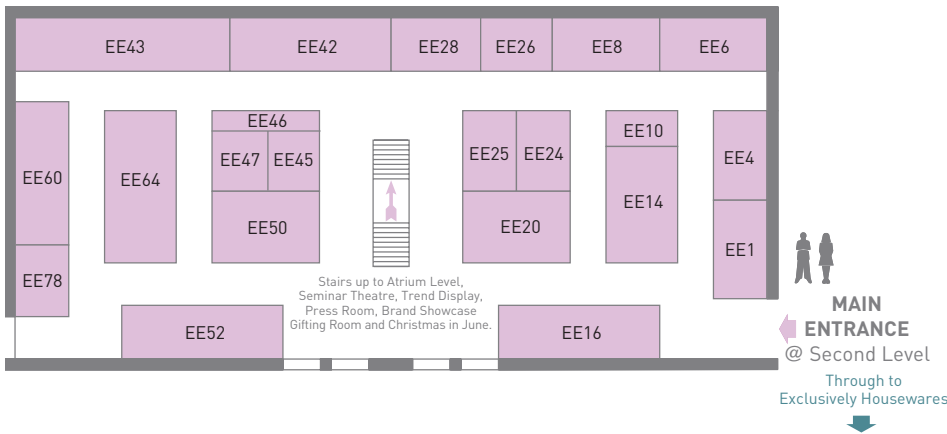 EE43
EE42
EE28
EE26
EE8
EE6
EE46
EE10
EE47
EE45
EE25
EE24
EE4
EE60
EE64
EE14
EE50
EE20
EE1
EE78
Stairs up to Atrium Level,
Seminar Theatre, Trend Display,
Press Room, Brand Showcase
Gifting Room and Christmas in June.
EE52
EE16
MAIN
ENTRANCE
@ Second Level
Through to
Exclusively Housewares